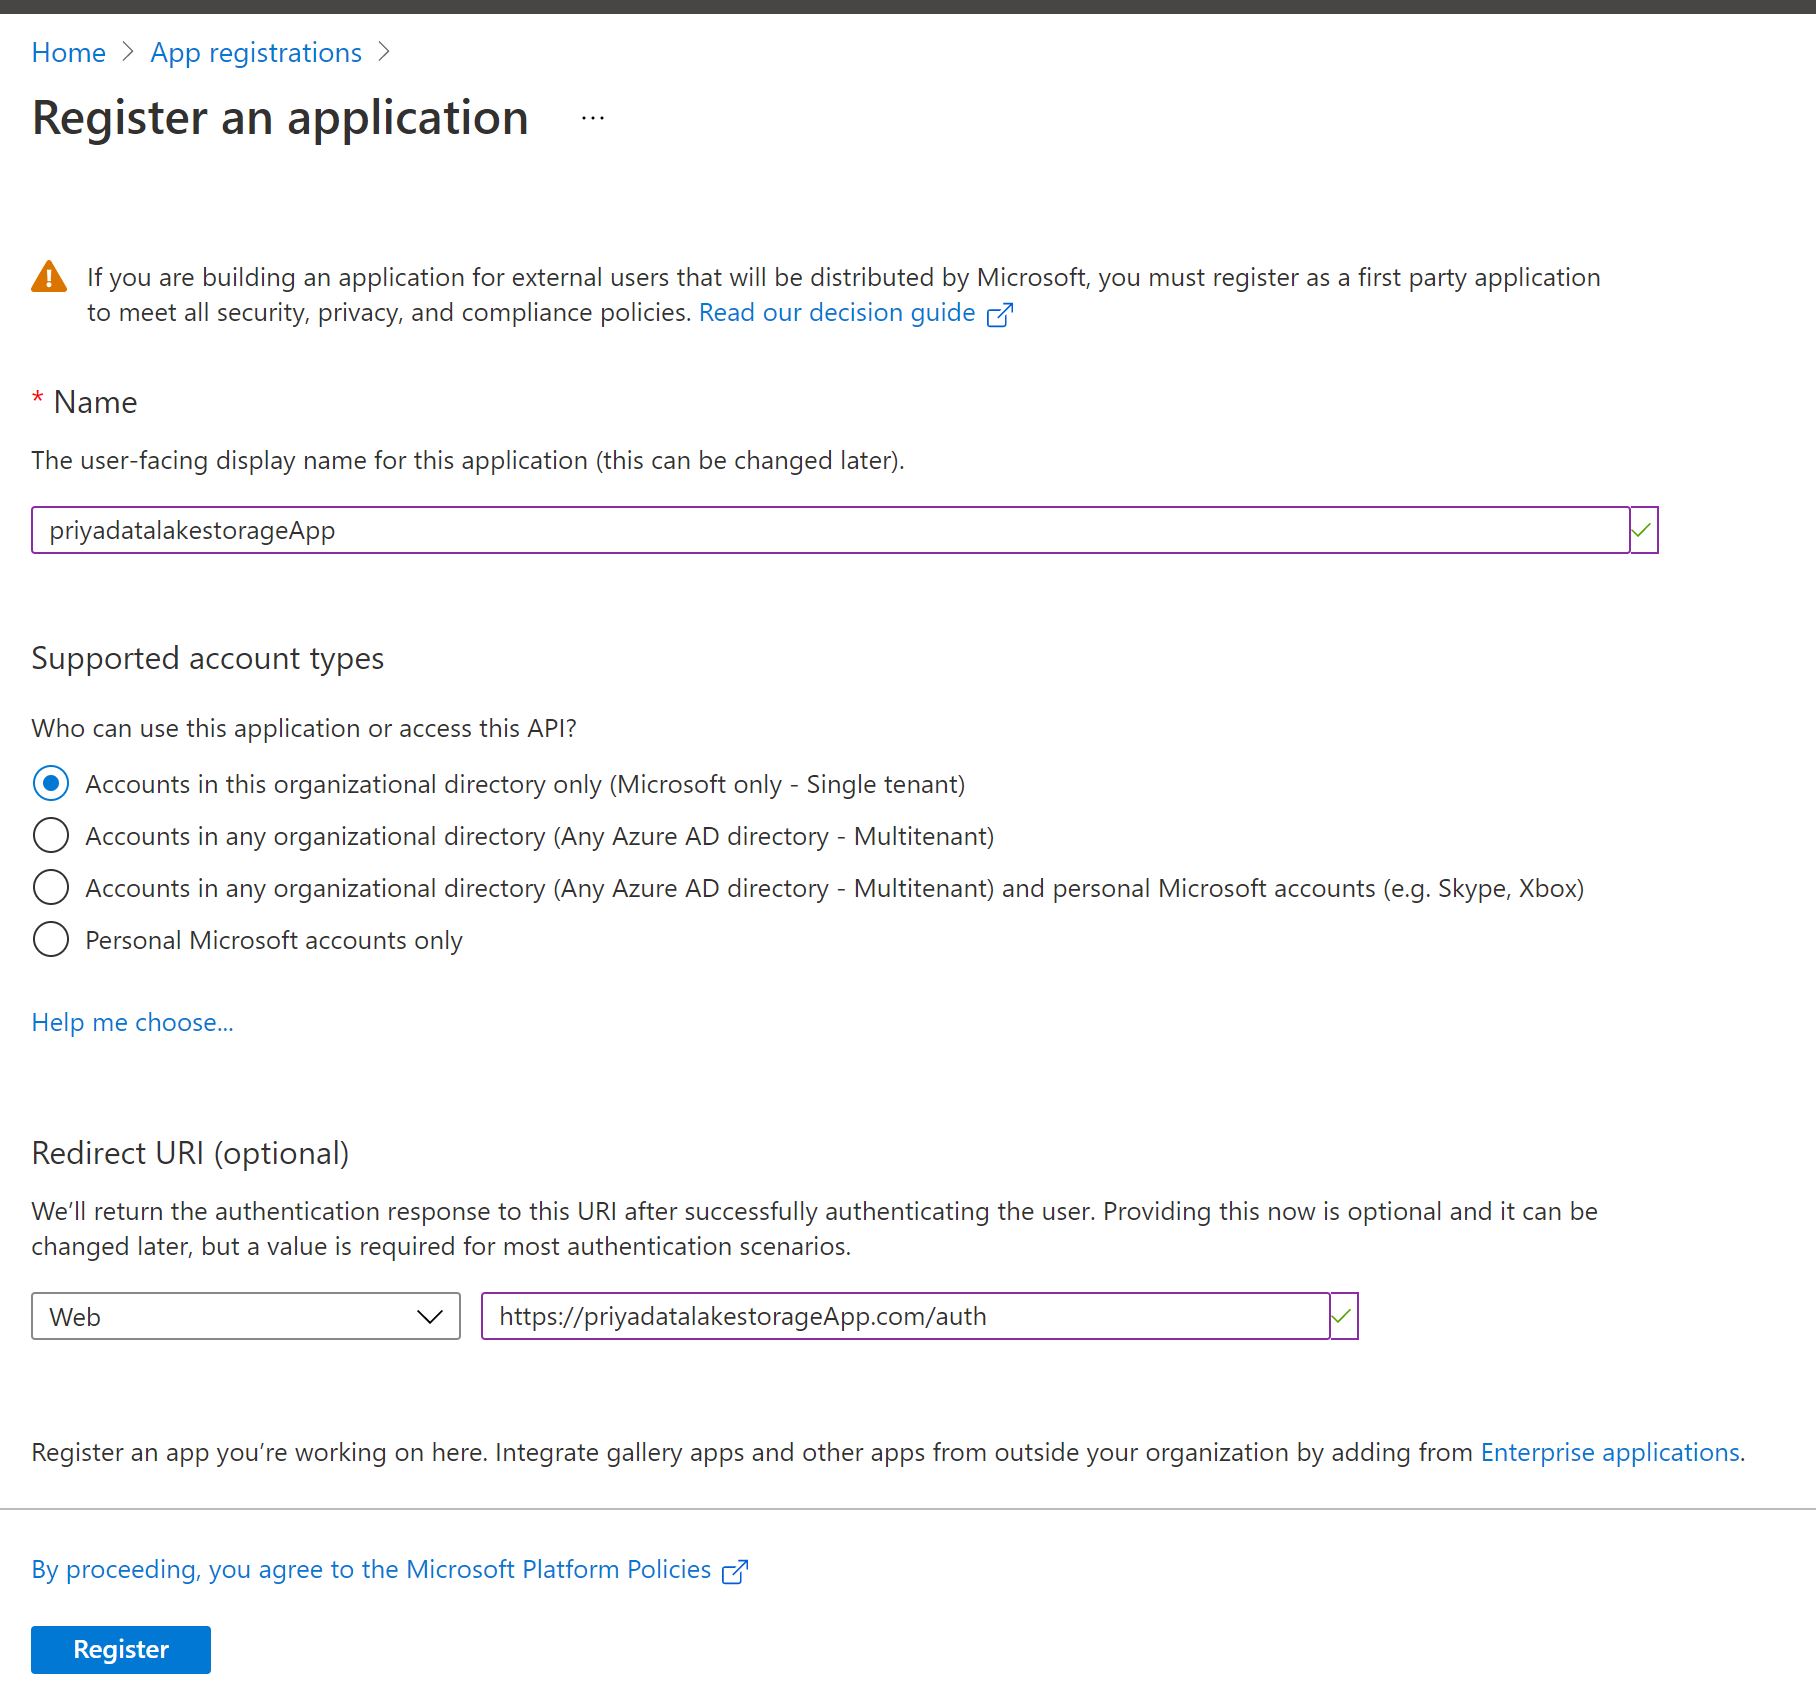 Home > App registrations >
Register an application ...
If you are building an application for external users that will be distributed by Microsoft, you must register as a first party application
to meet all security, privacy, and compliance policies. Read our decision guide
* Name
The user-facing display name for this application (this can be changed later).
priyadatalakestorageApp
Supported account types
Who can use this application or access this API?
Accounts in this organizational directory only (Microsoft only - Single tenant)
Accounts in any organizational directory (Any Azure AD directory - Multitenant)
Accounts in any organizational directory (Any Azure AD directory - Multitenant) and personal Microsoft accounts (e.g. Skype, Xbox)
Personal Microsoft accounts only
Help me choose...
Redirect URI (optional)
We’ll return the authentication response to this URI after successfully authenticating the user. Providing this now is optional and it can be
changed later, but a value is required for most authentication scenarios.
Web https://priyadatalakestorageApp.com/auth
Register an app you’re working on here. Integrate gallery apps and other apps from outside your organization by adding from Enterprise applications.
By proceeding, you agree to the Microsoft Platform Policies
Register